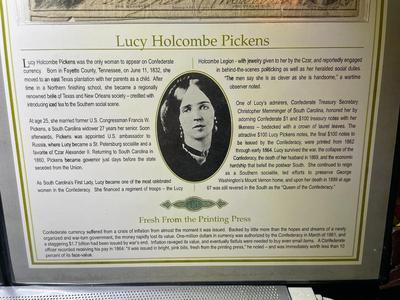 Lucy Holcombe Pickens
Lucy Holcombe Pickens was the only woman to appear on Confederate
currency. Born in Fayette County, Tennessee, on June 11, 1832, she
moved to an east Texas plantation with her parents as a child. After
time in a Northern finishing school, she became a regionally
renowned belle of Texas and New Orleans society – credited with
introducing iced tea to the Southern social scene.
At age 25, she married former U.S. Congressman Francis W.
Pickens, a South Carolina widower 27 years her senior. Soon
afterwards, Pickens was appointed U.S. ambassador to
Russia, where Lucy became a St. Petersburg socialite and a
favorite of Czar Alexander II. Returning to South Carolina in
1860, Pickens became governor just days before the state
seceded from the Union.
As South Carolina's First Lady, Lucy became one of the most celebrated
women in the Confederacy. She financed a regiment of troops – the Lucy
Holcombe Legion - with jewelry given to her by the Czar, and reportedly engaged
in behind-the-scenes politicking as well as her heralded social duties.
"The men say she is as clever as she is handsome," a wartime
observer noted.
One of Lucy's admirers, Confederate Treasury Secretary
Christopher Memminger of South Carolina, honored her by
adorning Confederate $1 and $100 treasury notes with her
likeness – bedecked with a crown of laurel leaves. The
attractive $100 Lucy Pickens notes, the final $100 notes to
be issued by the Confederacy, were printed from 1862
through early 1864. Lucy survived the war, the collapse of the
Confederacy, the death of her husband in 1869, and the economic
hardship that befell the postwar South. She continued to reign
as a Southern socialite, led efforts to preserve George
Washington's Mount Vernon home, and upon her death in 1899 at age
67 was still revered in the South as the "Queen of the Confederacy."
Fresh From the Printing Press
Confederate currency suffered from a crisis of inflation from almost the moment it was issued. Backed by little more than the hopes and dreams of a newly
organized and war-torn government, the money rapidly lost its value. One-million dollars in currency was authorized by the Confederacy in March of 1861, and
a staggering $1.7 billion had been issued by war's end. Inflation ravaged its value, and eventually fistfuls were needed to buy even small items. A Confederate
officer recorded receiving his pay in 1864: "It was issued in bright, pink bills, fresh from the printing press," he noted – and was immediately worth less than 10
percent of its face-value.